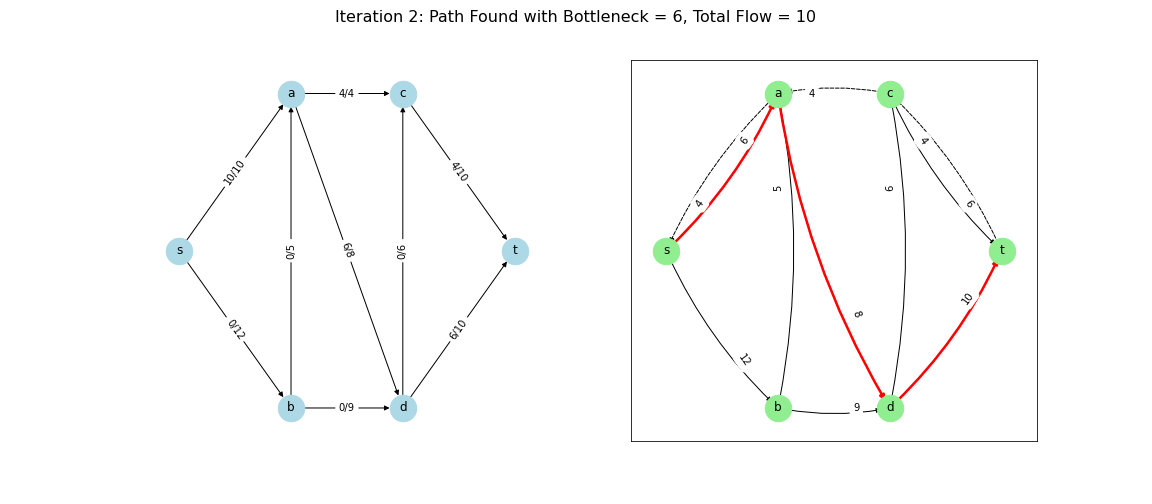 Iteration 2: Path Found with Bottleneck = 6, Total Flow = 10
a
4/4
c
10/10
4/10
s
0/5
6/8
0/6
t
0/12
6/10
b
0/9
d
a
4
c
6
4
5
6
4
6
s
t
10
8
12
b
9
d